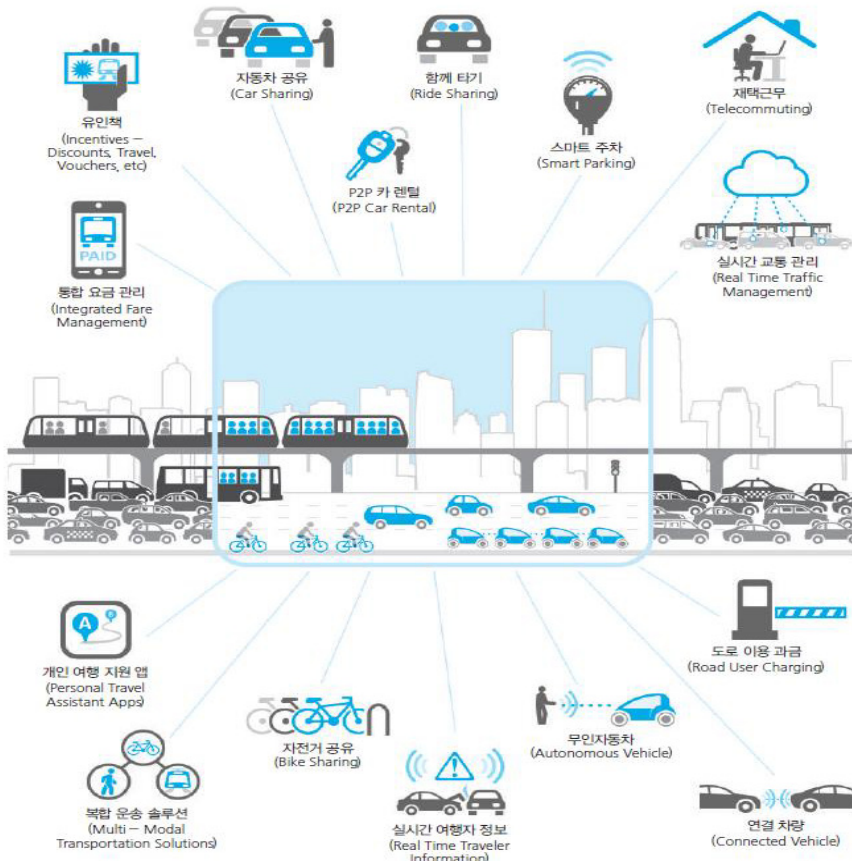 자동차 공유
(Car Sharing)
함께 타기
(Ride Sharing)
재택근무
(Telecommuting)
유인책
(Incentives –
Discounts, Travel,
Vouchers, etc)
스마트 주차
(Smart Parking)
P2P 카 렌털
(P2P Car Rental)
PAID
통합 요금 관리
(Integrated Fare
Management)
실시간 교통 관리
(Real Time Traffic
Management)
A
B
개인 여행 지원 앱
(Personal Travel
Assistant Apps)
도로 이용 과금
(Road User Charging)
자전거 공유
(Bike Sharing)
무인자동차
(Autonomous Vehicle)
복합 운송 솔루션
(Multi – Modal
Transportation Solutions)
실시간 여행자 정보
(Real Time Traveler
Information)
연결 차량
(Connected Vehicle)